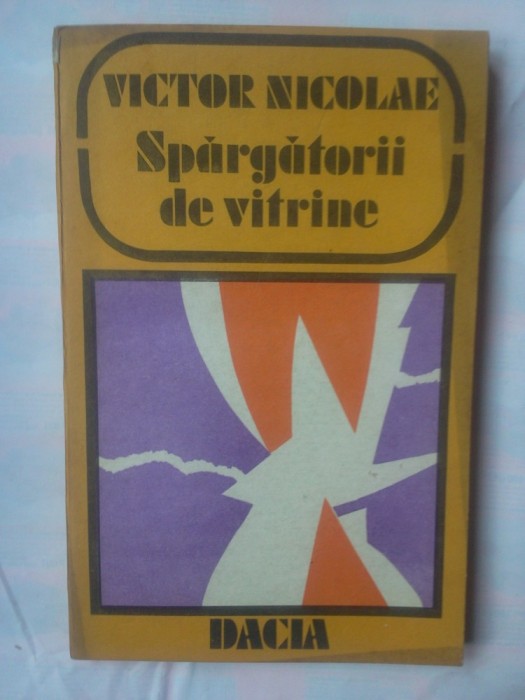 VICTOR NICOLAE
Spărgătorii
de vitrine
DACIA